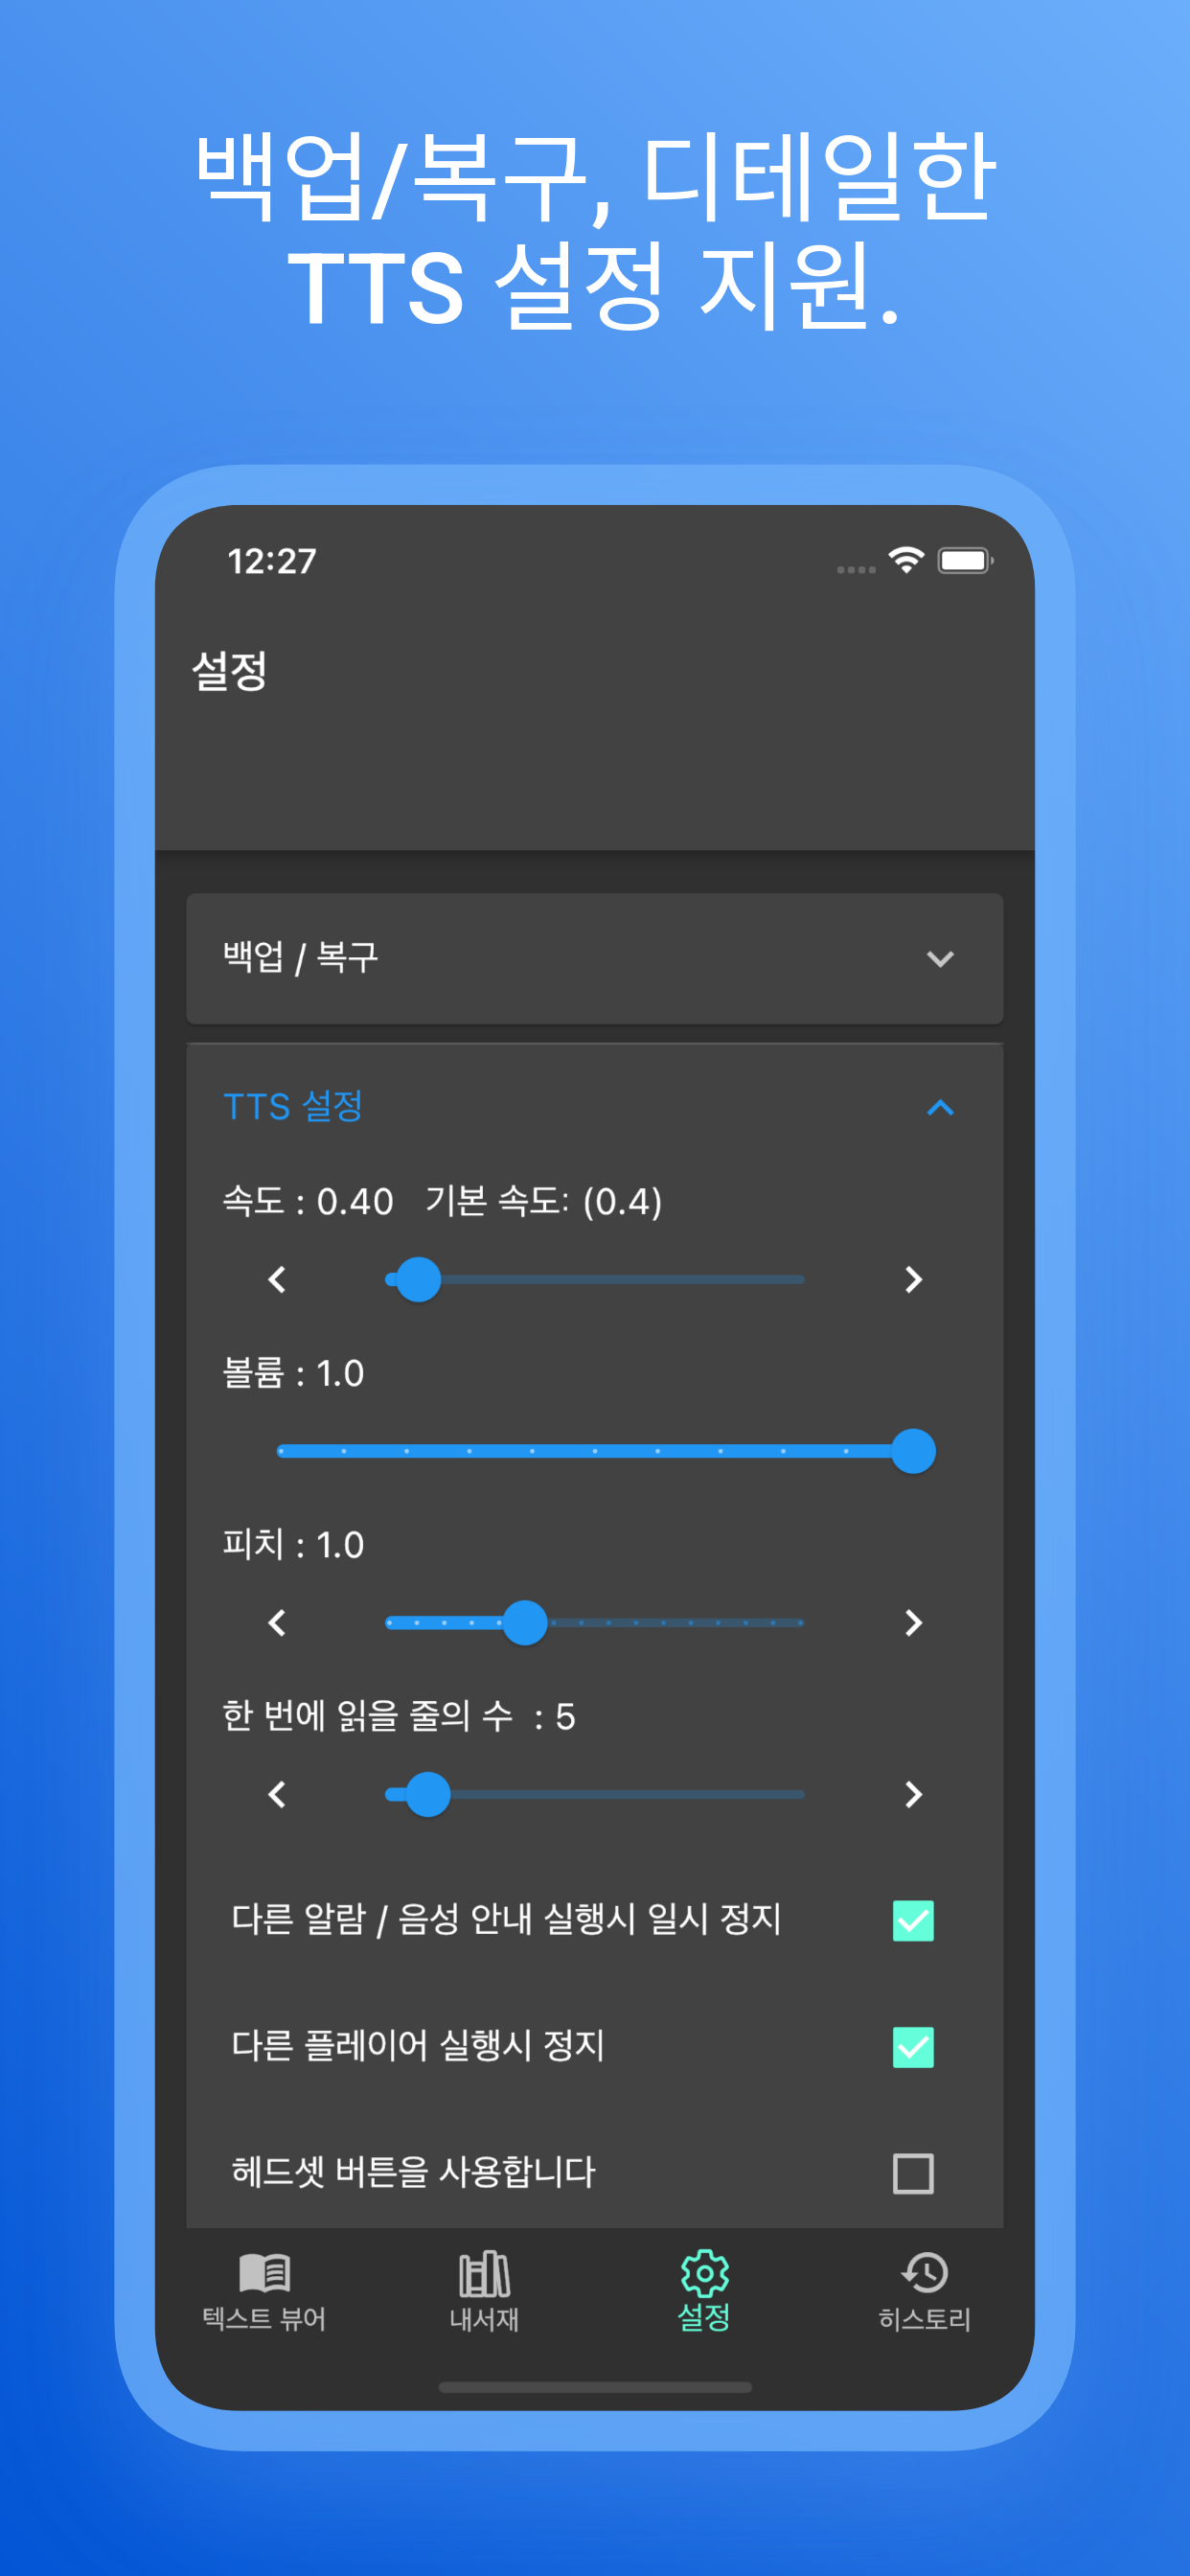 백업/복구, 디테일한
TTS 설정 지원.
12:27
설정
백업 / 복구
TTS 설정
속도 : 0.40 기본 속도: (0.4)
볼륨 : 1.0
피치 : 1.0
한 번에 읽을 줄의 수 : 5
다른 알람 / 음성 안내 실행시 일시 정지
다른 플레이어 실행시 정지
헤드셋 버튼을 사용합니다
텍스트 뷰어 내서재 설정 히스토리